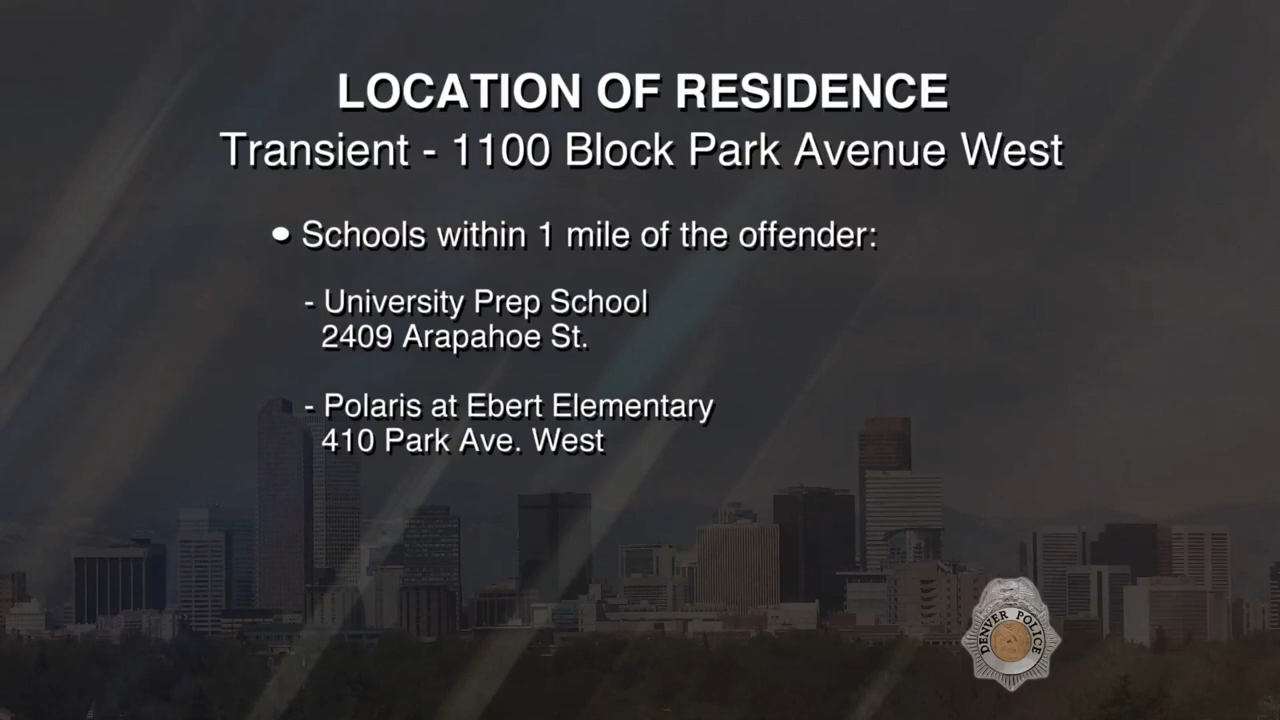 LOCATION OF RESIDENCE
Transient - 1100 Block Park Avenue West
• Schools within 1 mile of the offender:
- University Prep School
2409 Arapahoe St.
- Polaris at Ebert Elementary
410 Park Ave. West
DENVER POLICE